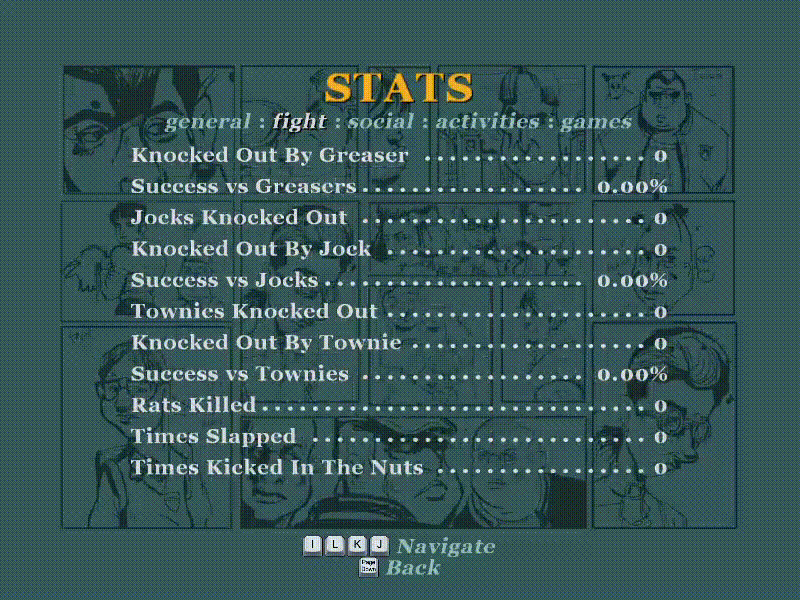 STATS
general : fight : social : activities : games
Knocked Out By Greaser .................. 0
Success vs Greasers.................. 0.00%
Jocks Knocked Out ....................... 0
Knocked Out By Jock ..................... 0
Success vs Jocks..................... 0.00%
Townies Knocked Out ..................... 0
Knocked Out By Townie ................... 0
Success vs Townies .................. 0.00%
Rats Killed............................... 0
Times Slapped ........................... 0
Times Kicked In The Nuts ................. 0
I L K J Navigate
Page Down Back